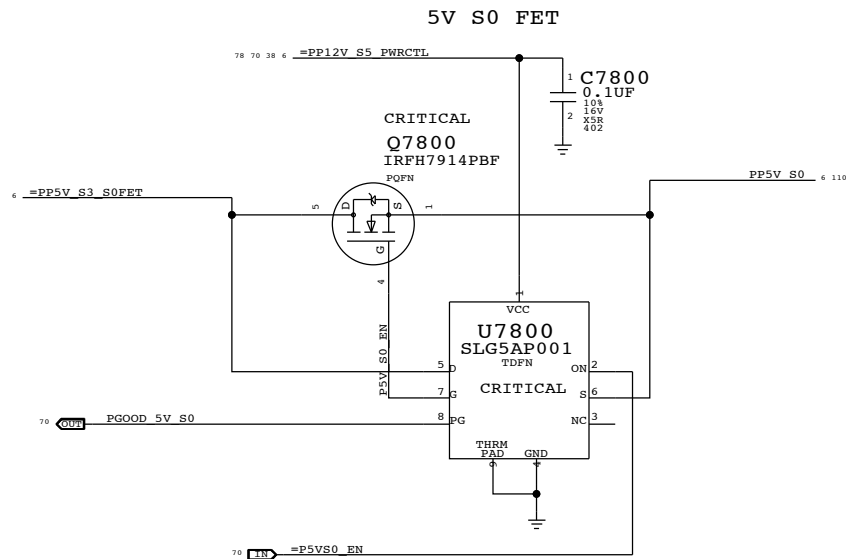 5V S0 FET
78 70 38 6 =PP12V_S5_PWRCTL
1 C7800
0.1UF
10%
16V
2 X5R
402
CRITICAL
Q7800
IRFH7914PBF
PQFN
6 =PP5V_S3_S0FET
PP5V_S0 6 110
5 D S 1
G
4
P5V_S0_EN
1
VCC
U7800
SLG5AP001
TDFN
5 D ON 2
CRITICAL
7 G S 6
8 PG NC 3
70 OUT PGOOD_5V_S0
THRM
PAD GND
9 4
70 IN =P5VS0_EN